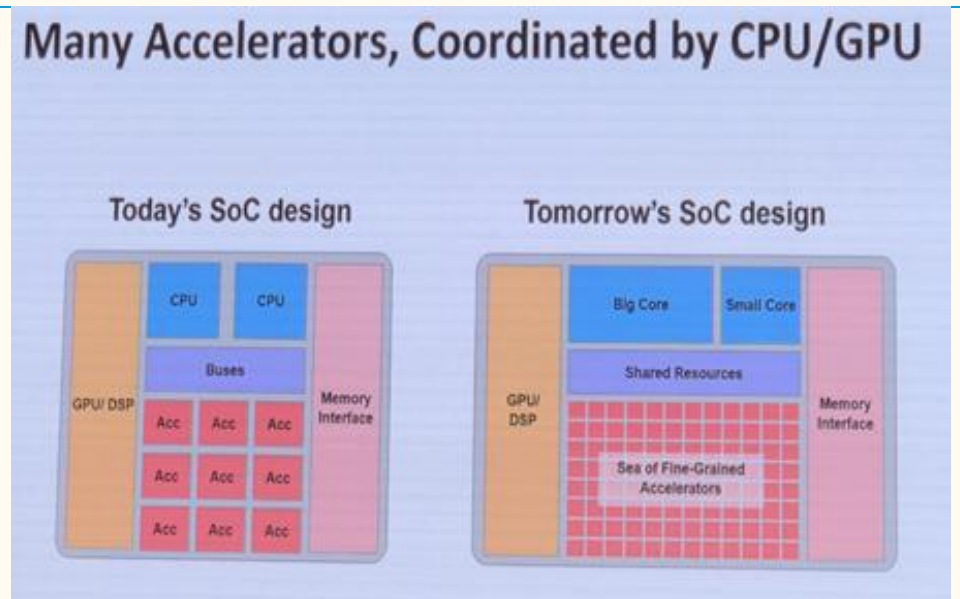 Many Accelerators, Coordinated by CPU/GPU
Today's SoC design
Tomorrow's SoC design
GPU/ DSP
CPU
CPU
Buses
Acc
Acc
Acc
Acc
Acc
Acc
Acc
Acc
Acc
Memory
Interface
GPU/
DSP
Big Core
Small Core
Shared Resources
Sea of Fine-Grained
Accelerators
Memory
Interface